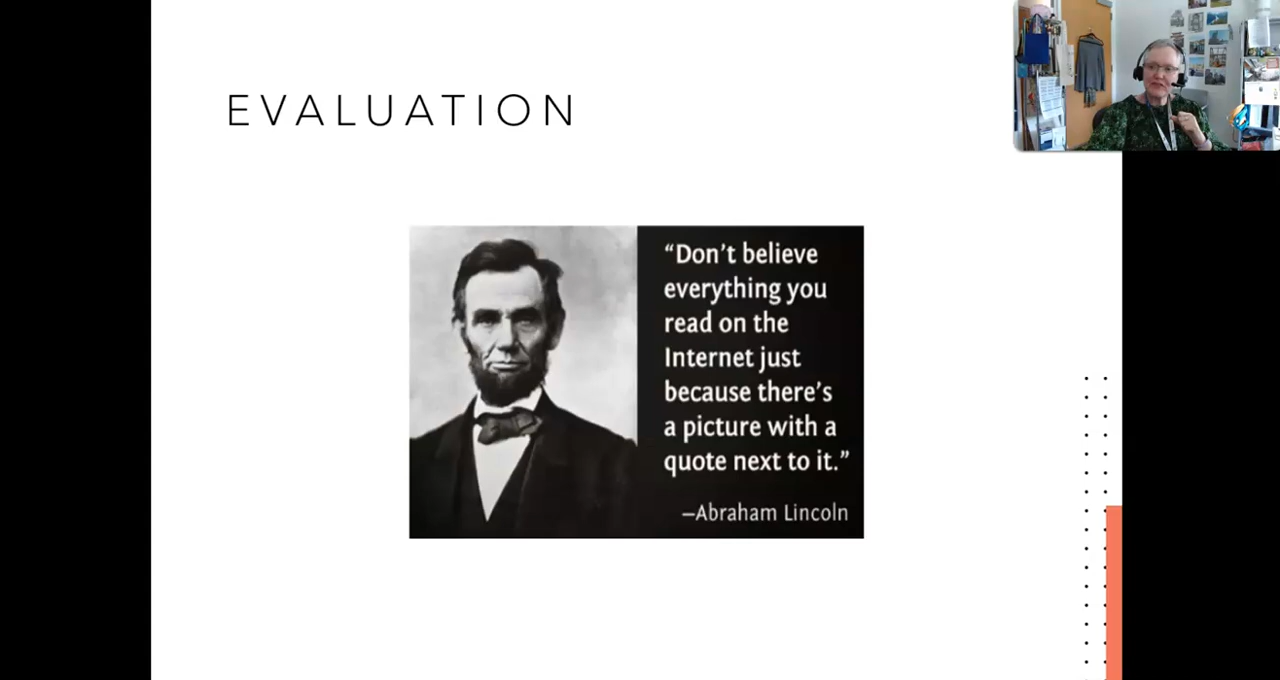 EVALUATION
“Don’t believe
everything you
read on the
Internet just
because there’s
a picture with a
quote next to it.”
—Abraham Lincoln